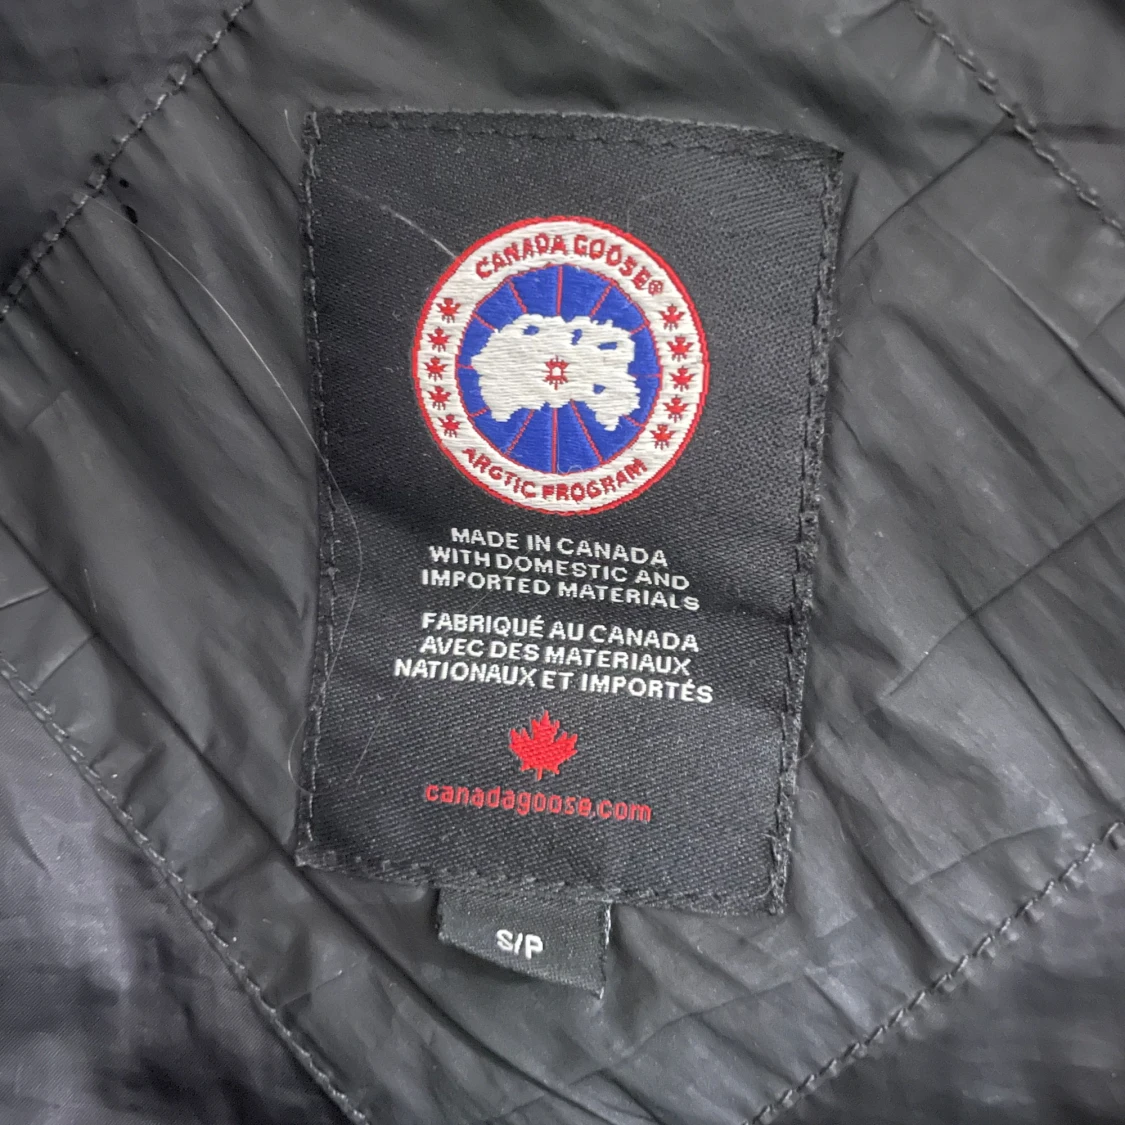 CANADA GOOSE®
ARCTIC PROGRAM
MADE IN CANADA
WITH DOMESTIC AND
IMPORTED MATERIALS
FABRIQUÉ AU CANADA
AVEC DES MATERIAUX
NATIONAUX ET IMPORTÉS
canadagoose.com
S/P